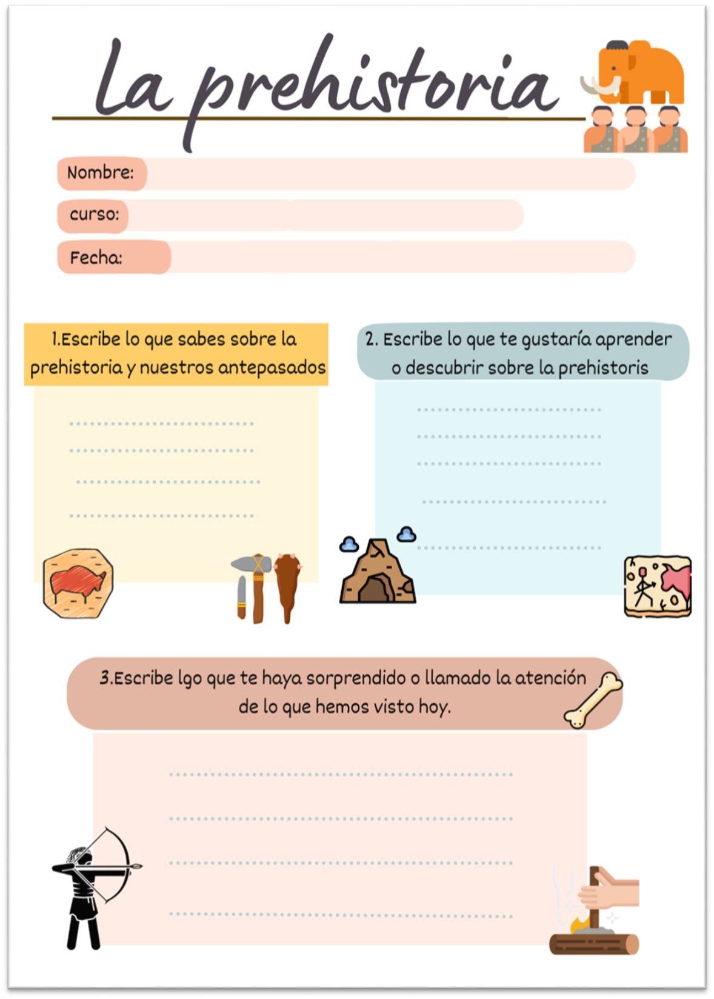 La prehistoria
Nombre:
curso:
Fecha:
1.Escribe lo que sabes sobre la
prehistoria y nuestros antepasados
2. Escribe lo que te gustaría aprender
o descubrir sobre la prehistoris
3.Escribe lgo que te haya sorprendido o llamado la atención
de lo que hemos visto hoy.